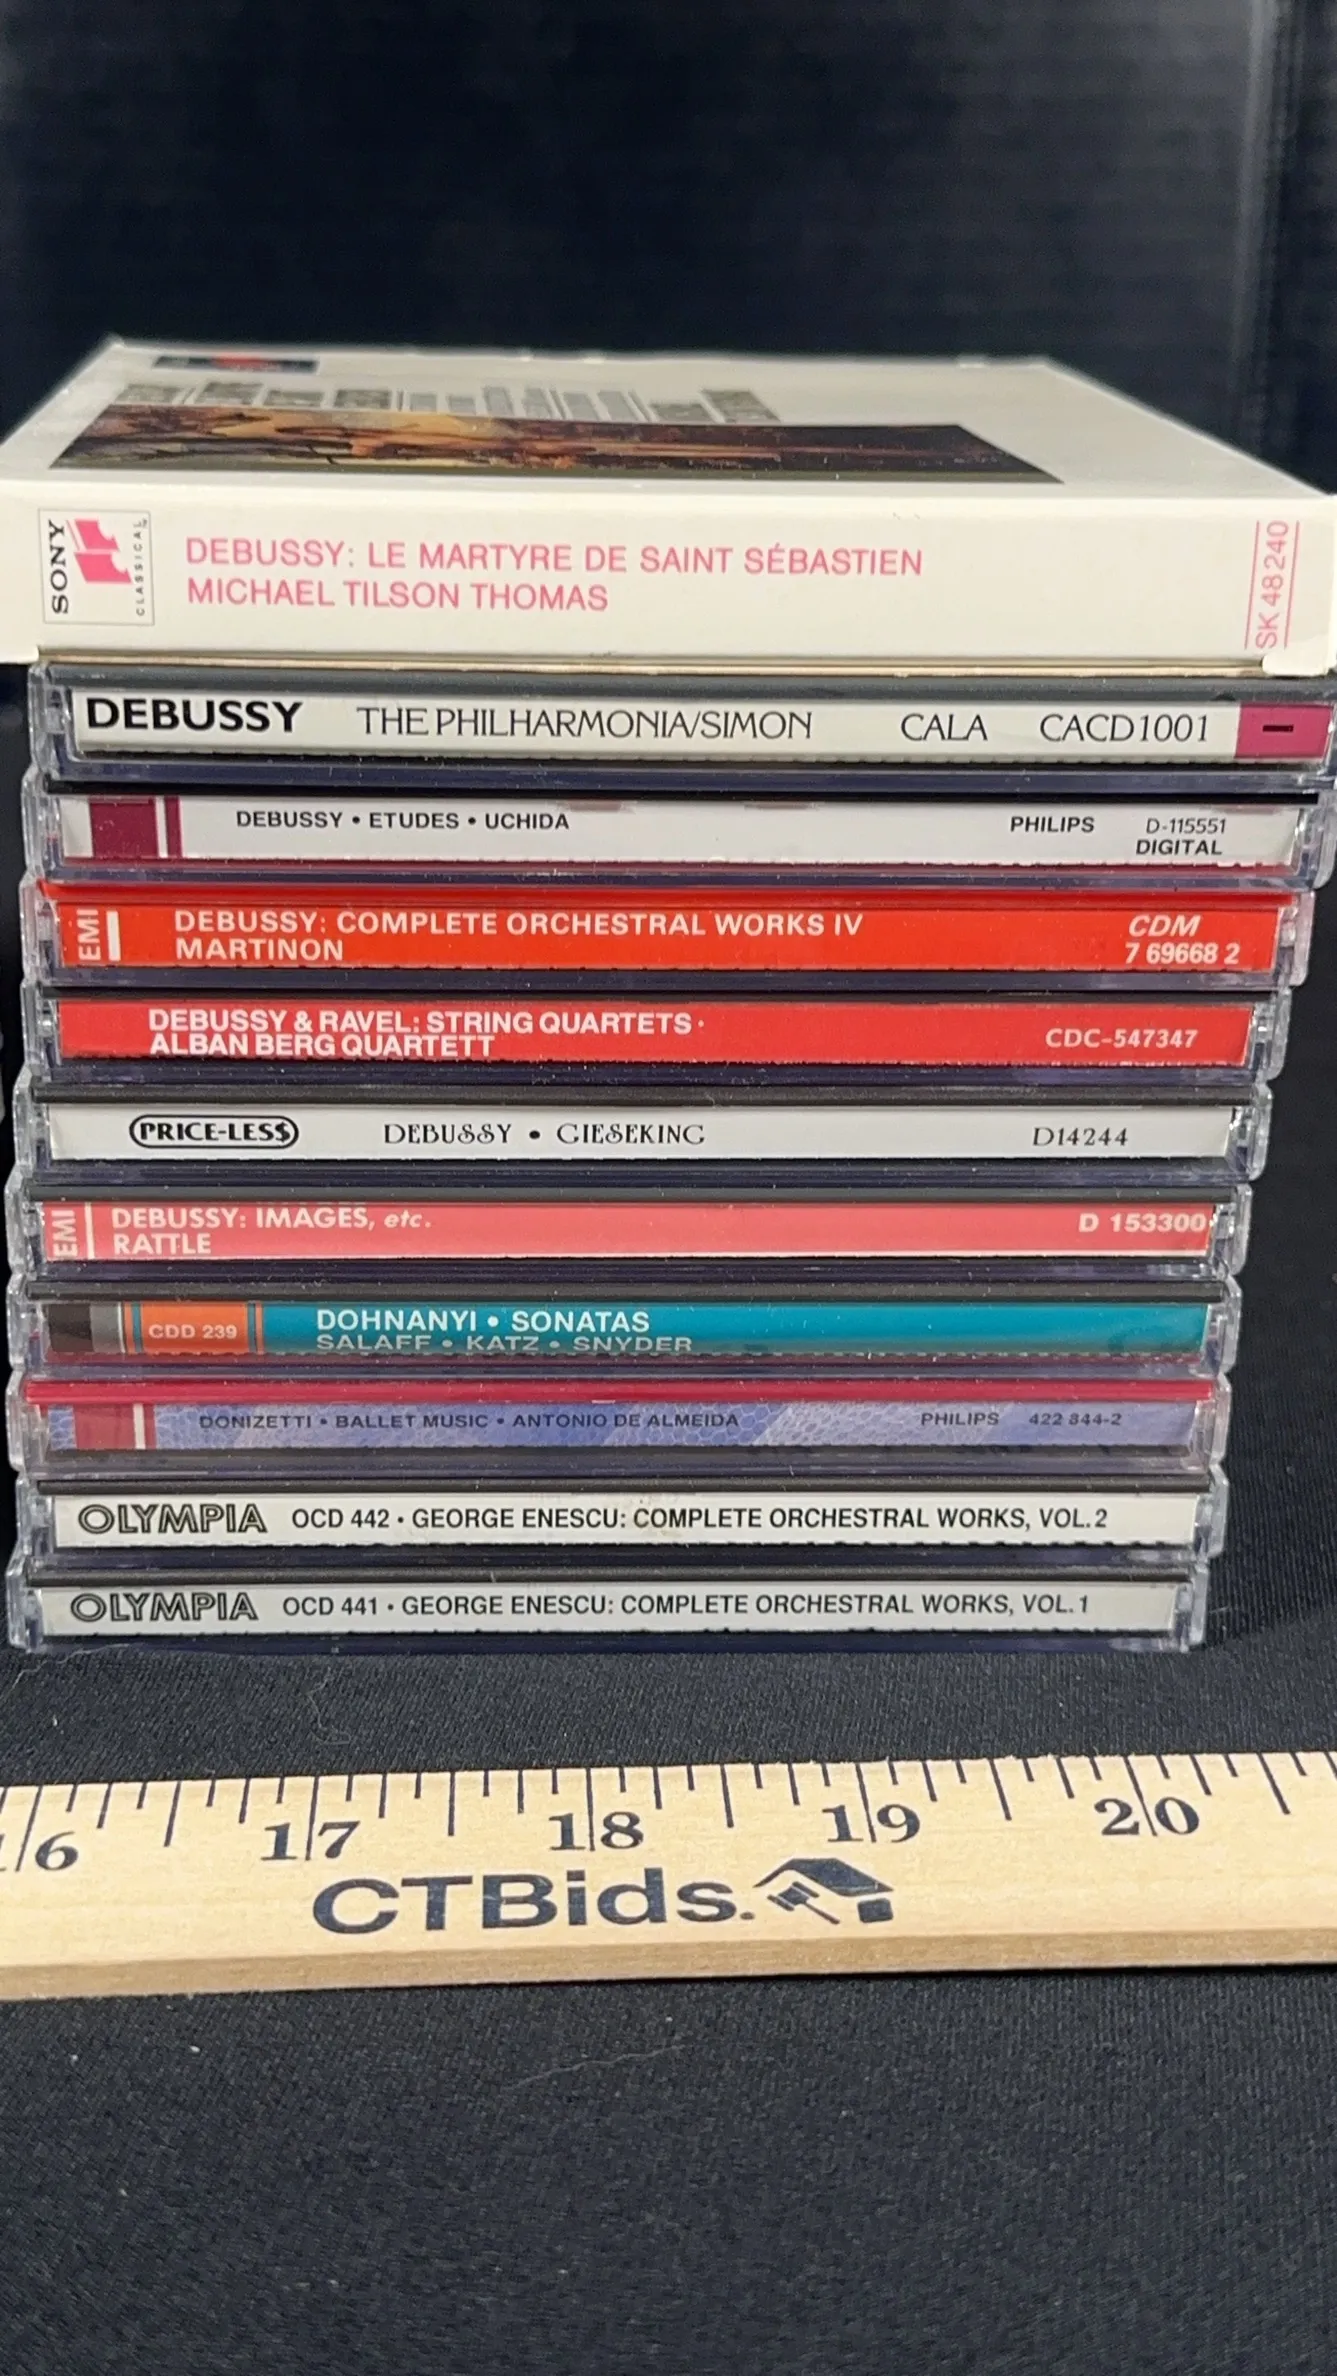 SONY
CLASSICAL
DEBUSSY: LE MARTYRE DE SAINT SÉBASTIEN
MICHAEL TILSON THOMAS
SK 48240
DEBUSSY THE PHILHARMONIA/SIMON CALA CACD1001
DEBUSSY • ETUDES • UCHIDA PHILIPS D-115551
DIGITAL
EMI
DEBUSSY: COMPLETE ORCHESTRAL WORKS IV CDM
MARTINON 7 69668 2
DEBUSSY & RAVEL: STRING QUARTETS ·
ALBAN BERG QUARTETT CDC-547347
PRICE-LES$ DEBUSSY • GIESEKING D14244
EMI
DEBUSSY: IMAGES, etc. D 153300
RATTLE
CDD 239 DOHNANYI • SONATAS
SALAFF • KATZ • SNYDER
DONIZETTI • BALLET MUSIC • ANTONIO DE ALMEIDA PHILIPS 422 844-2
OLYMPIA OCD 442 • GEORGE ENESCU: COMPLETE ORCHESTRAL WORKS, VOL. 2
OLYMPIA OCD 441 • GEORGE ENESCU: COMPLETE ORCHESTRAL WORKS, VOL. 1
16 17 18 19 20
CTBids.